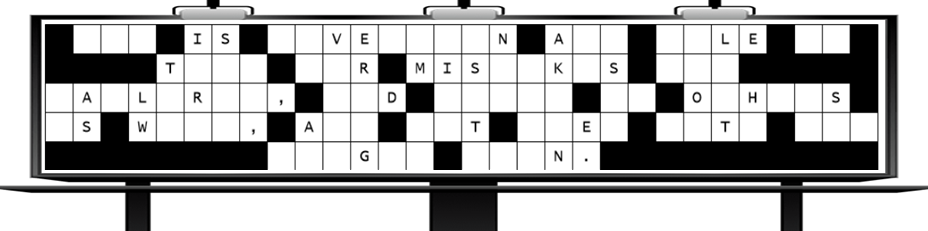 I S V E N A L E
T R M I S K S
A L R , D O H S
S W , A T E T
G N .